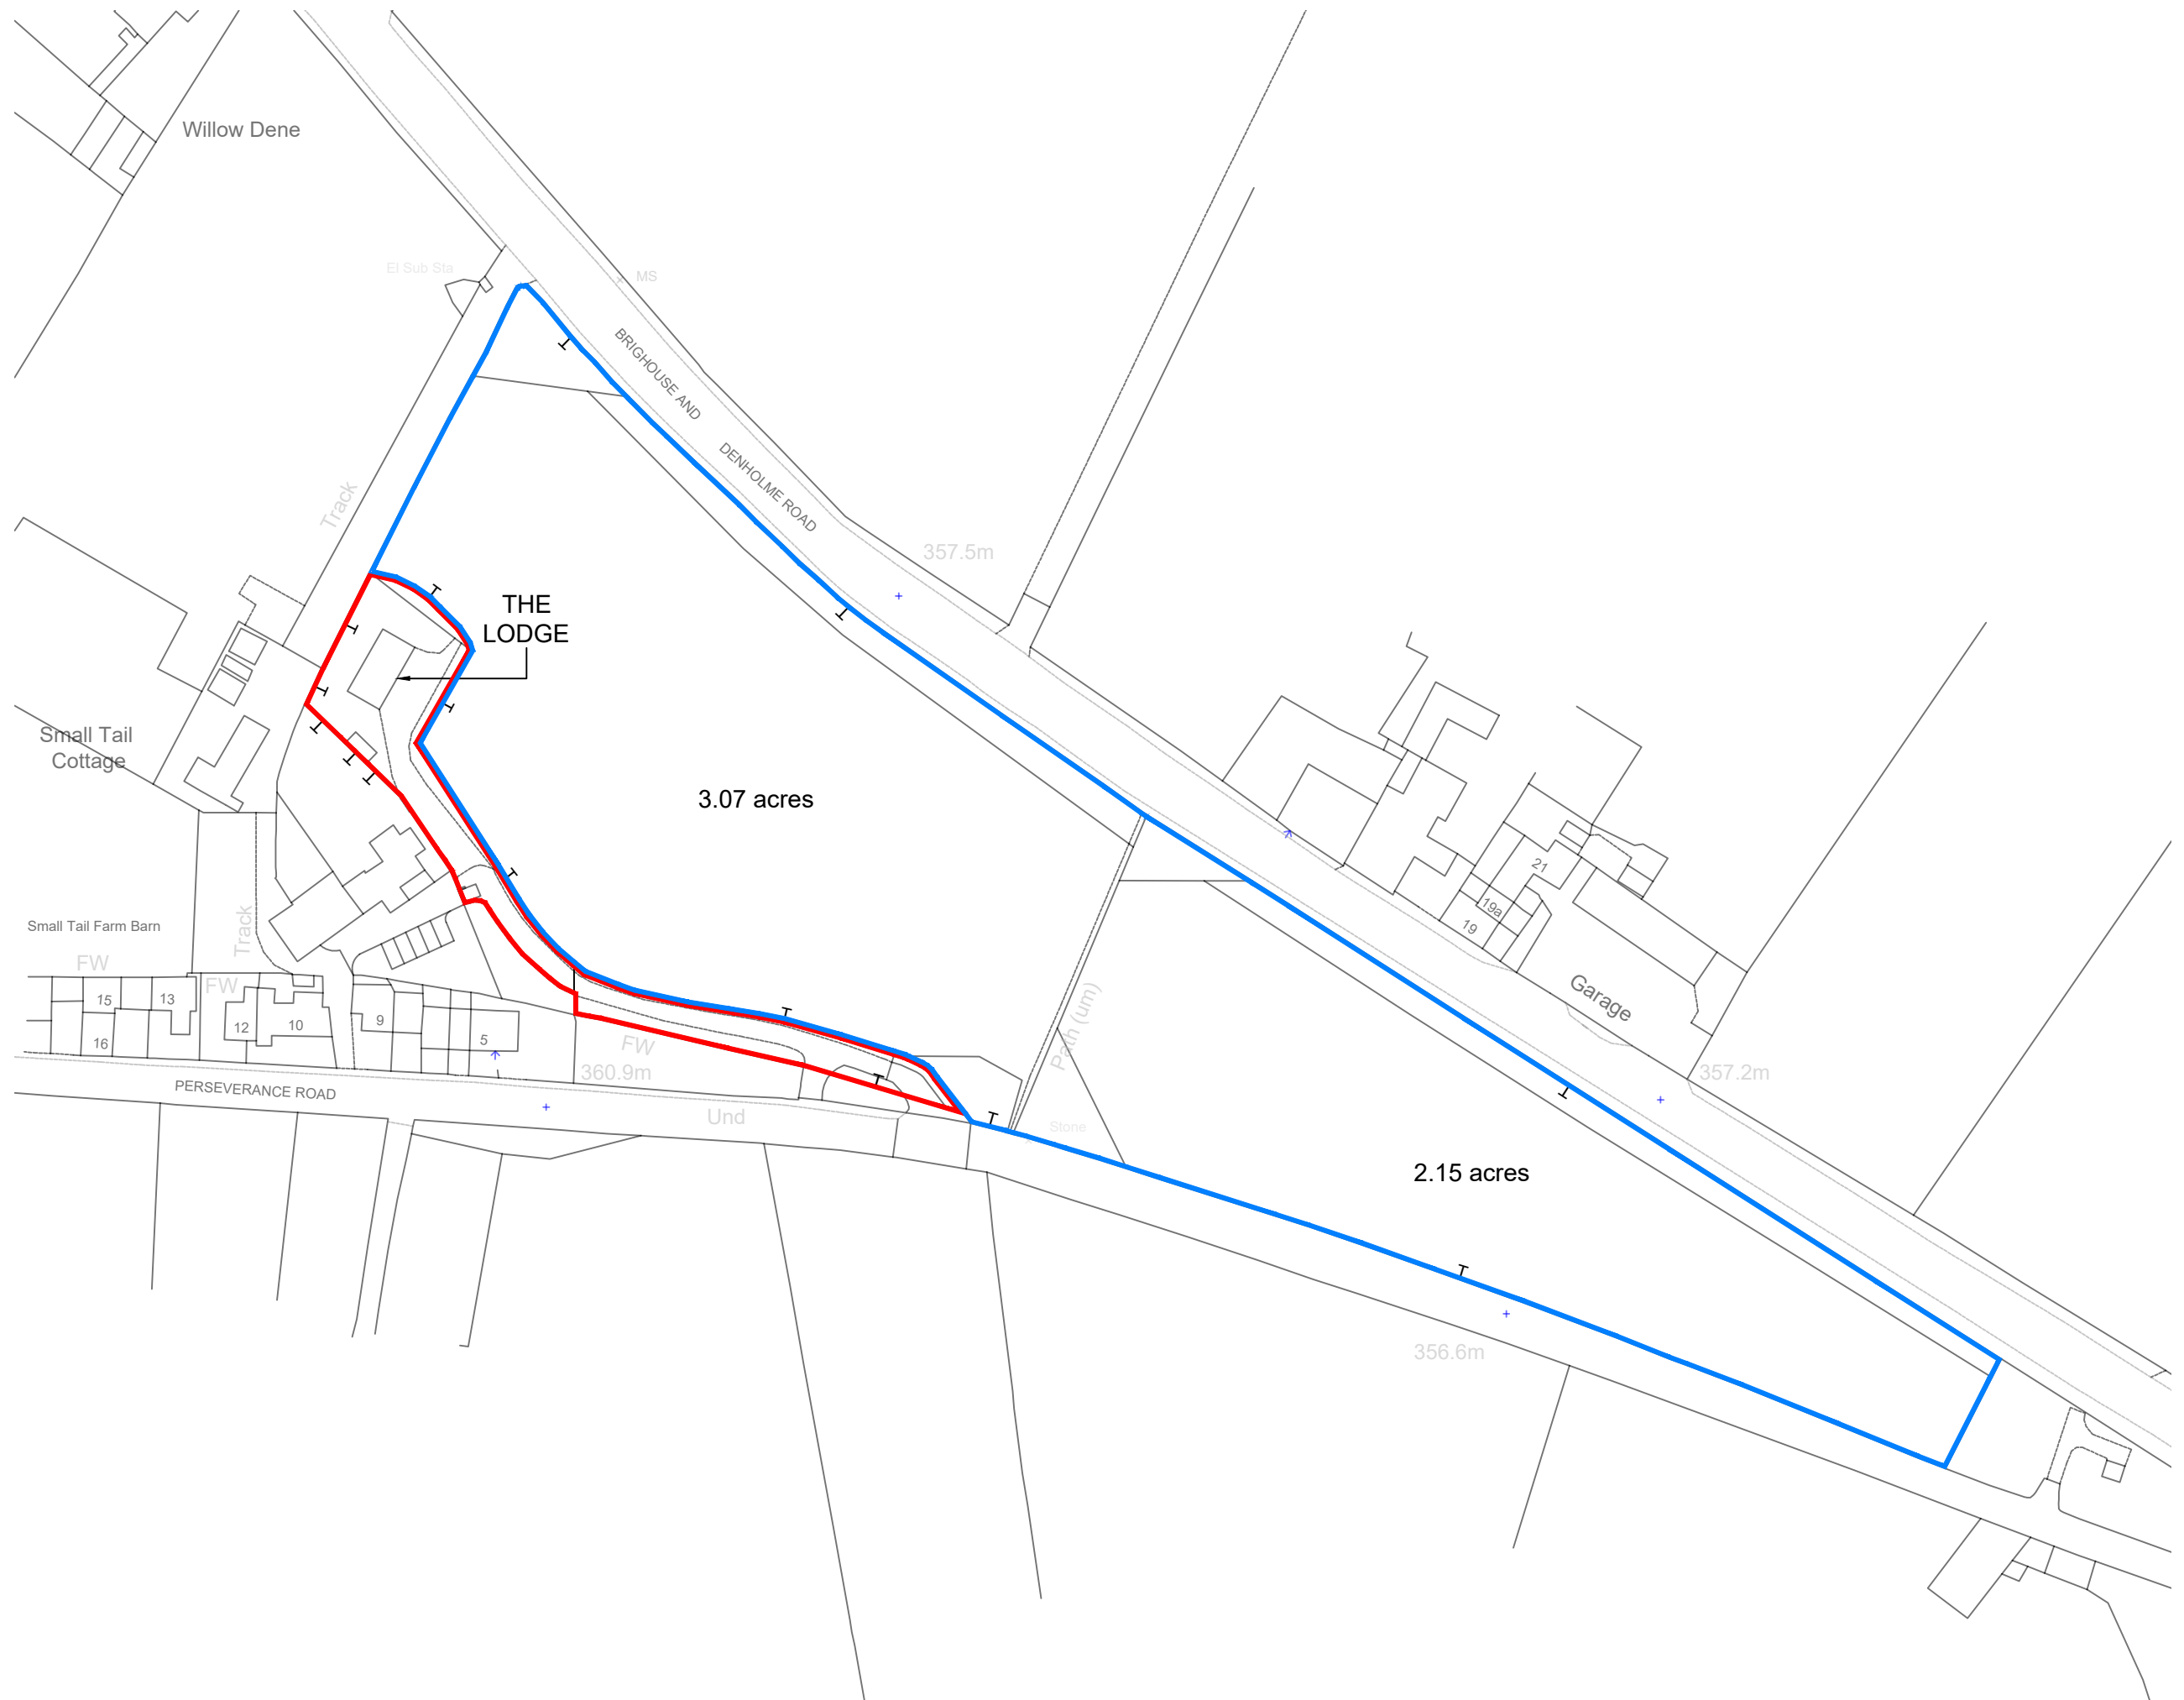 Willow Dene
El Sub Sta
MS
BRIGHOUSE AND
DENHOLME ROAD
Track
357.5m
THE
LODGE
Small Tail
Cottage
3.07 acres
21
19a
19
Garage
Small Tail Farm Barn
Track
FW
FW
15
13
12
10
9
5
16
FW
Path (um)
360.9m
357.2m
PERSEVERANCE ROAD
Und
Stone
2.15 acres
356.6m